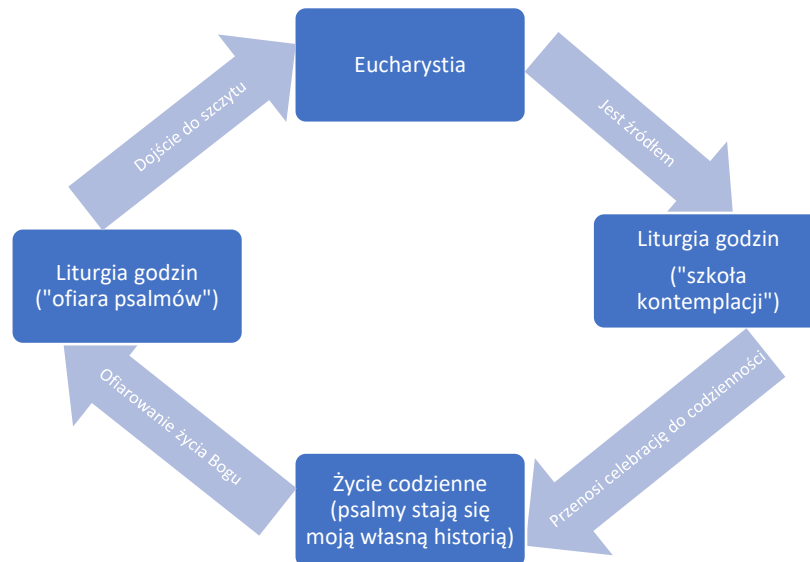 Eucharystia
Jest źródłem
Liturgia godzin
("szkoła
kontemplacji")
Przenosi celebrację do codzienności
Życie codzienne
(psalmy stają się
moją własną historią)
Ofiarowanie życia Bogu
Liturgia godzin
("ofiara psalmów")
Dojście do szczytu